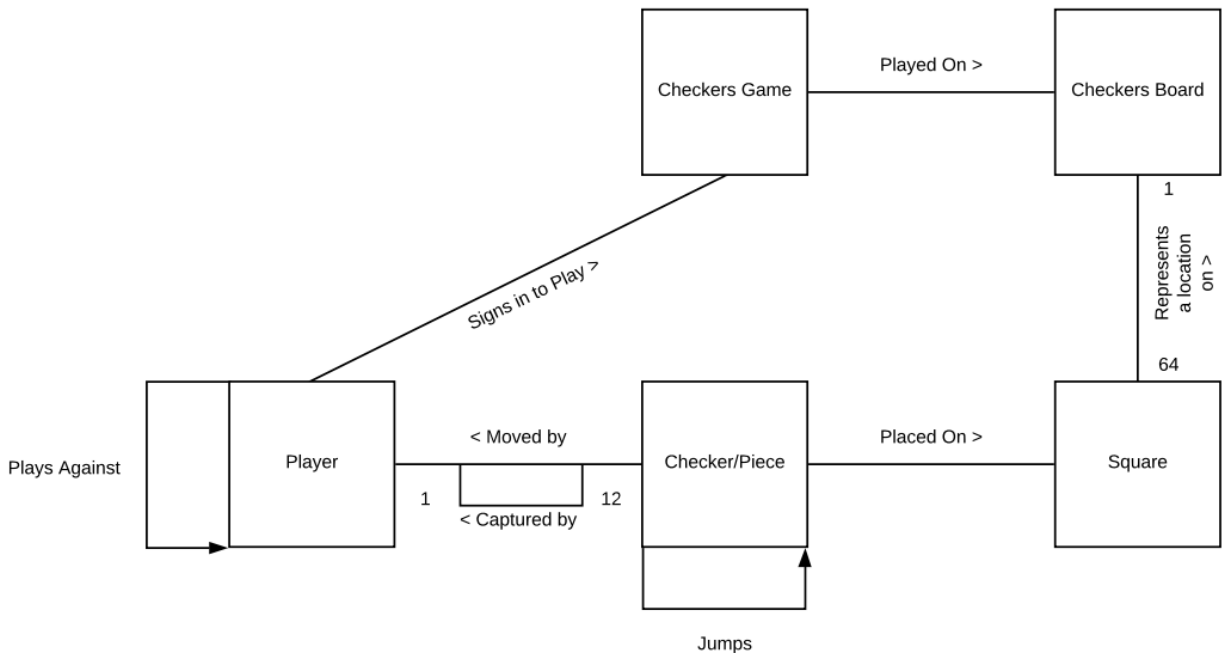 Played On >
Checkers Game
Checkers Board
1
Represents
a location
on >
Signs in to Play >
64
< Moved by
Placed On >
Plays Against
Player
Checker/Piece
Square
1
12
< Captured by
Jumps